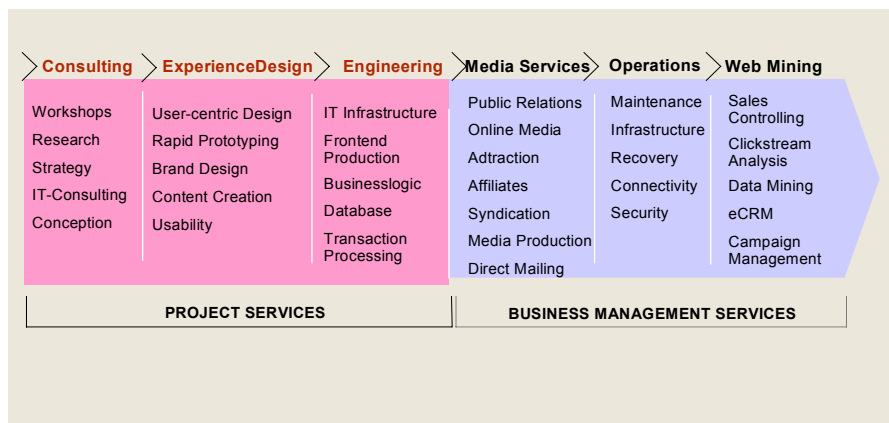 Consulting
ExperienceDesign
Engineering
Media Services
Operations
Web Mining
Workshops
Research
Strategy
IT-Consulting
Conception
User-centric Design
Rapid Prototyping
Brand Design
Content Creation
Usability
IT Infrastructure
Frontend
Production
Businesslogic
Database
Transaction
Processing
Public Relations
Online Media
Adtraction
Affiliates
Syndication
Media Production
Direct Mailing
Maintenance
Infrastructure
Recovery
Connectivity
Security
Sales
Controlling
Clickstream
Analysis
Data Mining
eCRM
Campaign
Management
PROJECT SERVICES
BUSINESS MANAGEMENT SERVICES